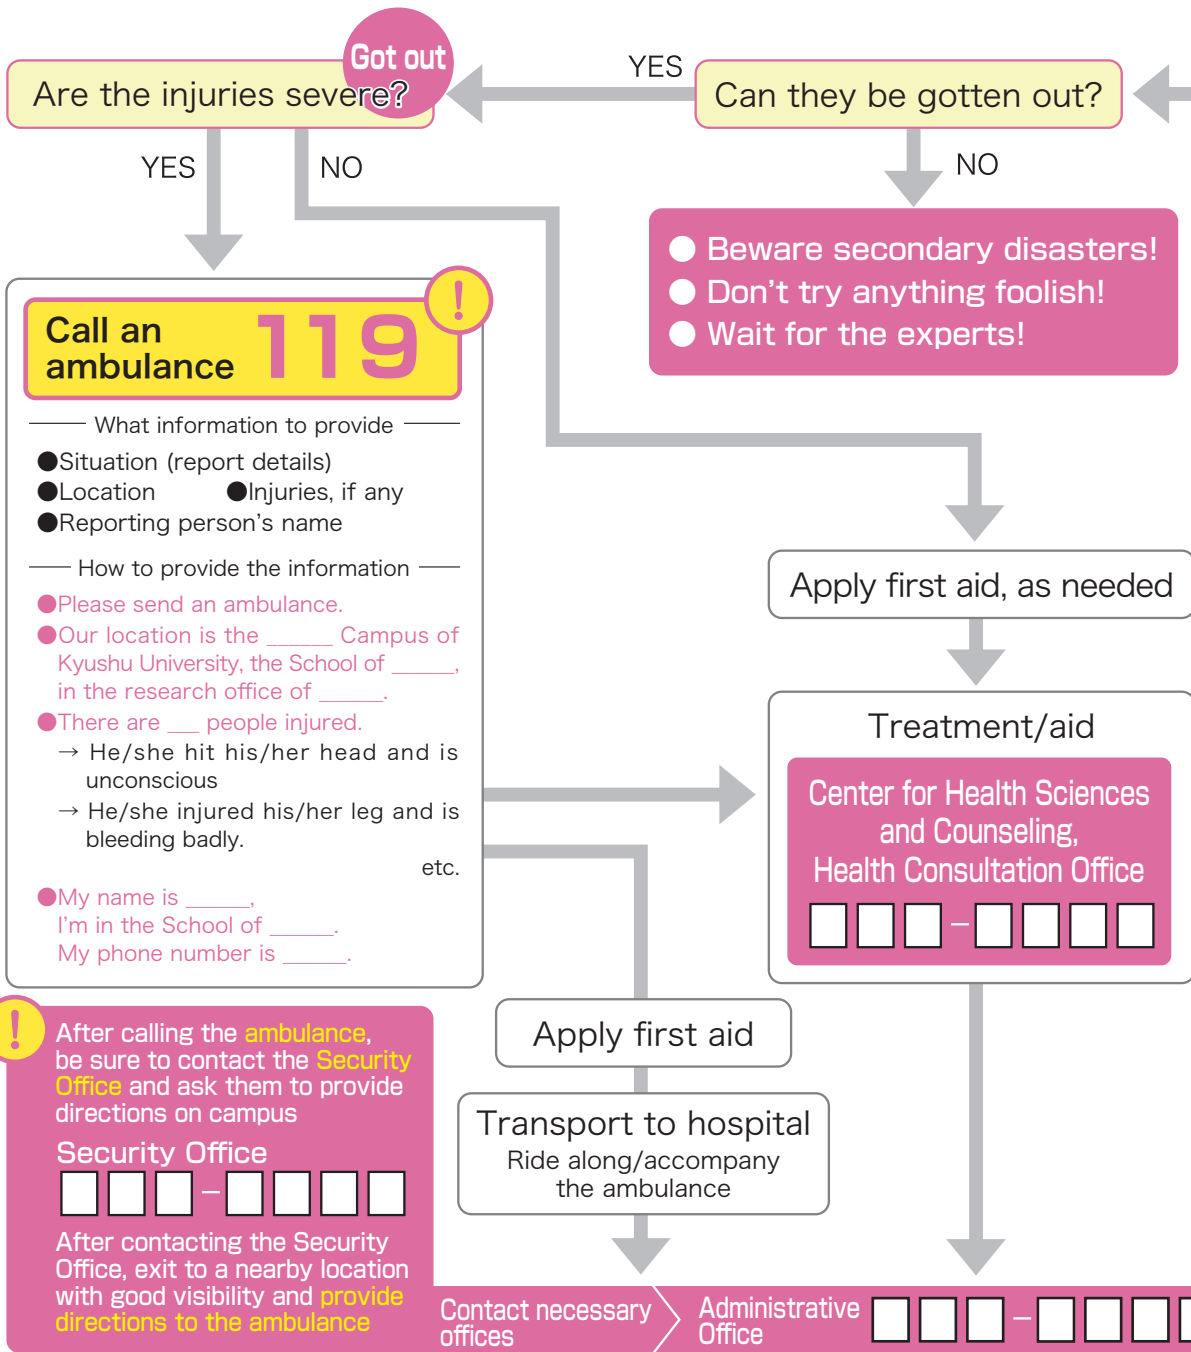 Got out
Are the injuries severe?
YES
Can they be gotten out?
YES
NO
NO
● Beware secondary disasters!
● Don't try anything foolish!
● Wait for the experts!
!
Call an
ambulance
119
What information to provide
●Situation (report details)
●Location ●Injuries, if any
●Reporting person's name
How to provide the information
●Please send an ambulance.
●Our location is the ______ Campus of
Kyushu University, the School of ______,
in the research office of ______.
●There are ___ people injured.
→ He/she hit his/her head and is
unconscious
→ He/she injured his/her leg and is
bleeding badly.
etc.
●My name is ______,
I'm in the School of ______.
My phone number is ______.
Apply first aid, as needed
Treatment/aid
Center for Health Sciences
and Counseling,
Health Consultation Office
□□□-□□□□
!
After calling the ambulance,
be sure to contact the Security
Office and ask them to provide
directions on campus
Security Office
□□□-□□□□
After contacting the Security
Office, exit to a nearby location
with good visibility and provide
directions to the ambulance
Apply first aid
Transport to hospital
Ride along/accompany
the ambulance
Contact necessary
offices
Administrative
Office
□□□-□□□□